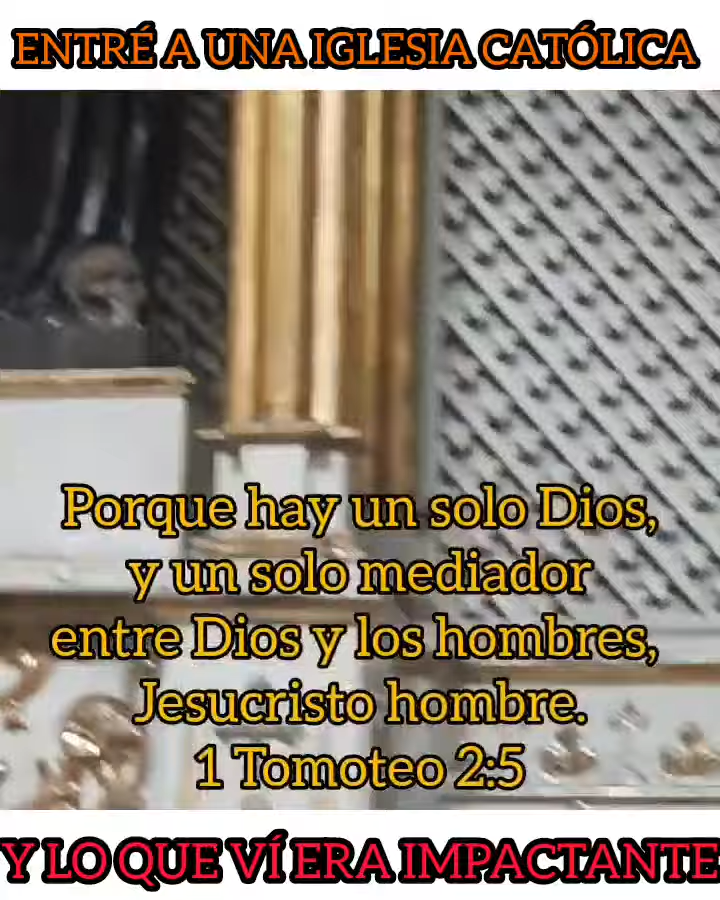 ENTRÉ A UNA IGLESIA CATÓLICA
Porque hay un solo Dios,
y un solo mediador
entre Dios y los hombres,
Jesucristo hombre.
1 Tomoteo 2:5
Y LO QUE VÍ ERA IMPACTANTE